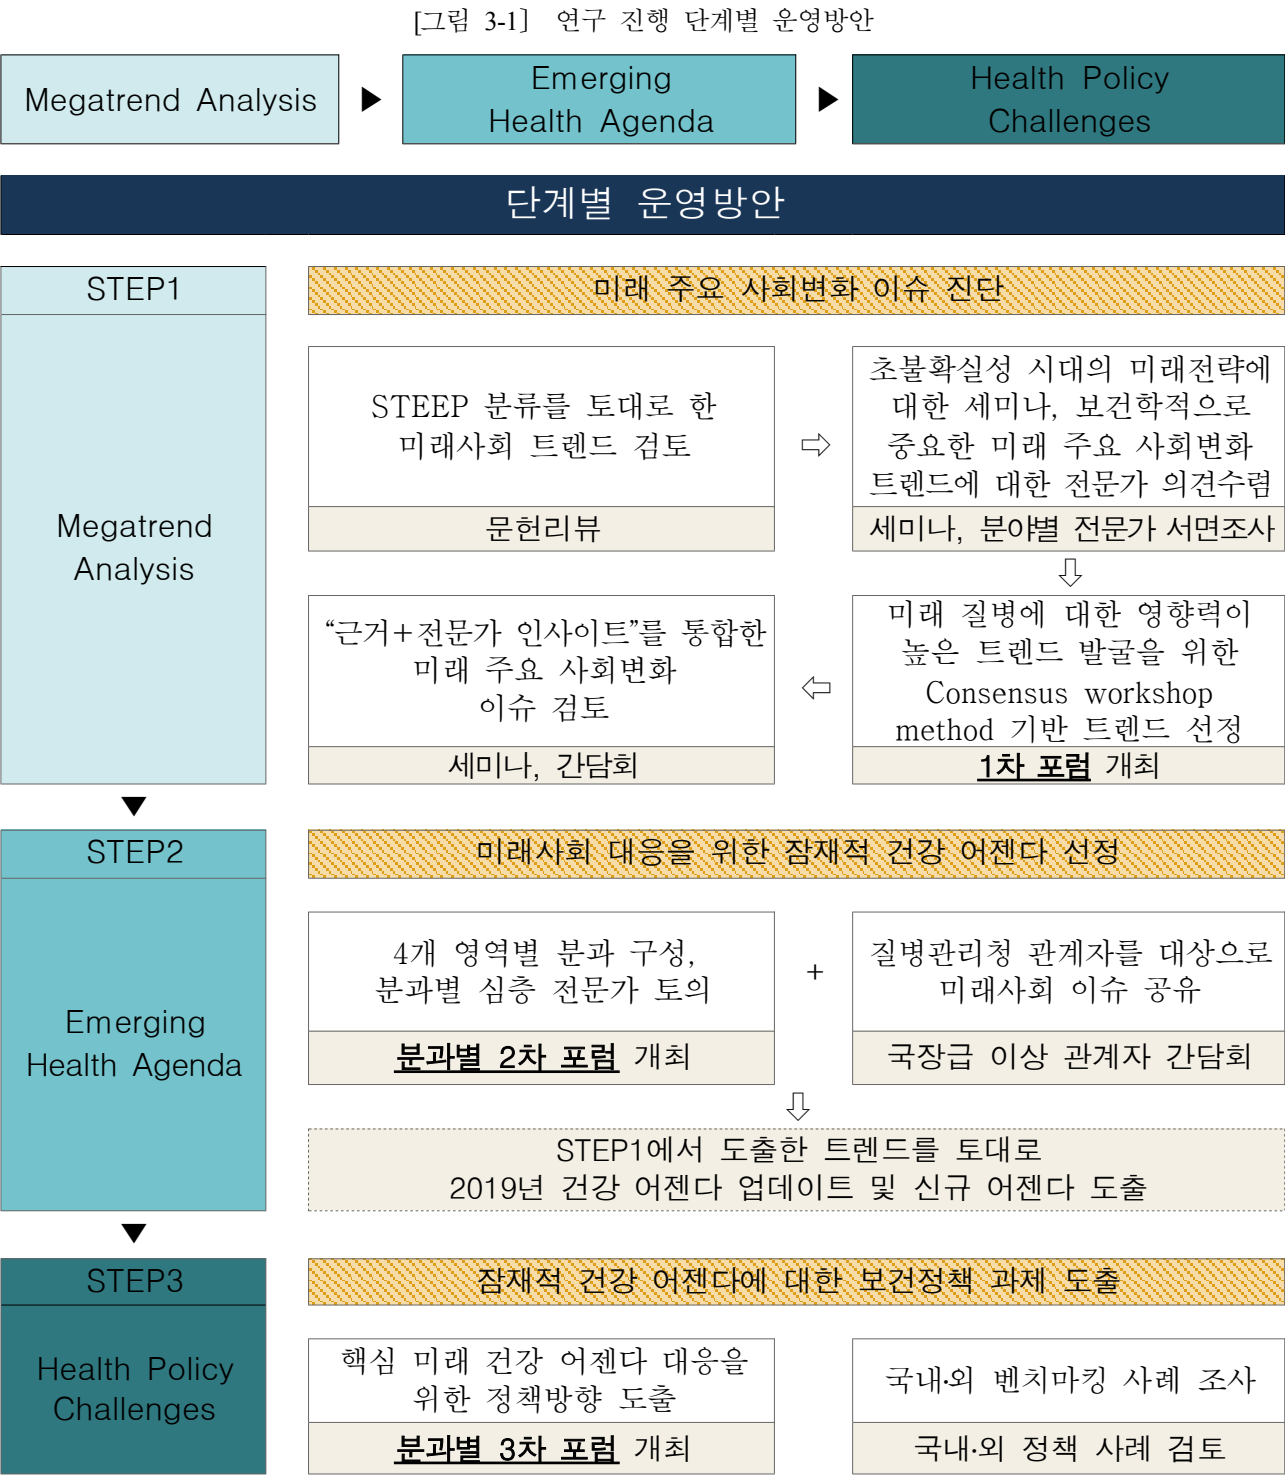 [그림 3-1] 연구 진행 단계별 운영방안
Megatrend Analysis
▶
Emerging
Health Agenda
▶
Health Policy
Challenges
단계별 운영방안
STEP1
Megatrend
Analysis
미래 주요 사회변화 이슈 진단
STEEP 분류를 토대로 한
미래사회 트렌드 검토
문헌리뷰
⇨
초불확실성 시대의 미래전략에
대한 세미나, 보건학적으로
중요한 미래 주요 사회변화
트렌드에 대한 전문가 의견수렴
세미나, 분야별 전문가 서면조사
⇩
“근거+전문가 인사이트”를 통합한
미래 주요 사회변화
이슈 검토
세미나, 간담회
⇦
미래 질병에 대한 영향력이
높은 트렌드 발굴을 위한
Consensus workshop
method 기반 트렌드 선정
1차 포럼 개최
▼
STEP2
Emerging
Health Agenda
미래사회 대응을 위한 잠재적 건강 어젠다 선정
4개 영역별 분과 구성,
분과별 심층 전문가 토의
분과별 2차 포럼 개최
+
질병관리청 관계자를 대상으로
미래사회 이슈 공유
국장급 이상 관계자 간담회
⇩
STEP1에서 도출한 트렌드를 토대로
2019년 건강 어젠다 업데이트 및 신규 어젠다 도출
▼
STEP3
Health Policy
Challenges
잠재적 건강 어젠다에 대한 보건정책 과제 도출
핵심 미래 건강 어젠다 대응을
위한 정책방향 도출
분과별 3차 포럼 개최
국내·외 벤치마킹 사례 조사
국내·외 정책 사례 검토